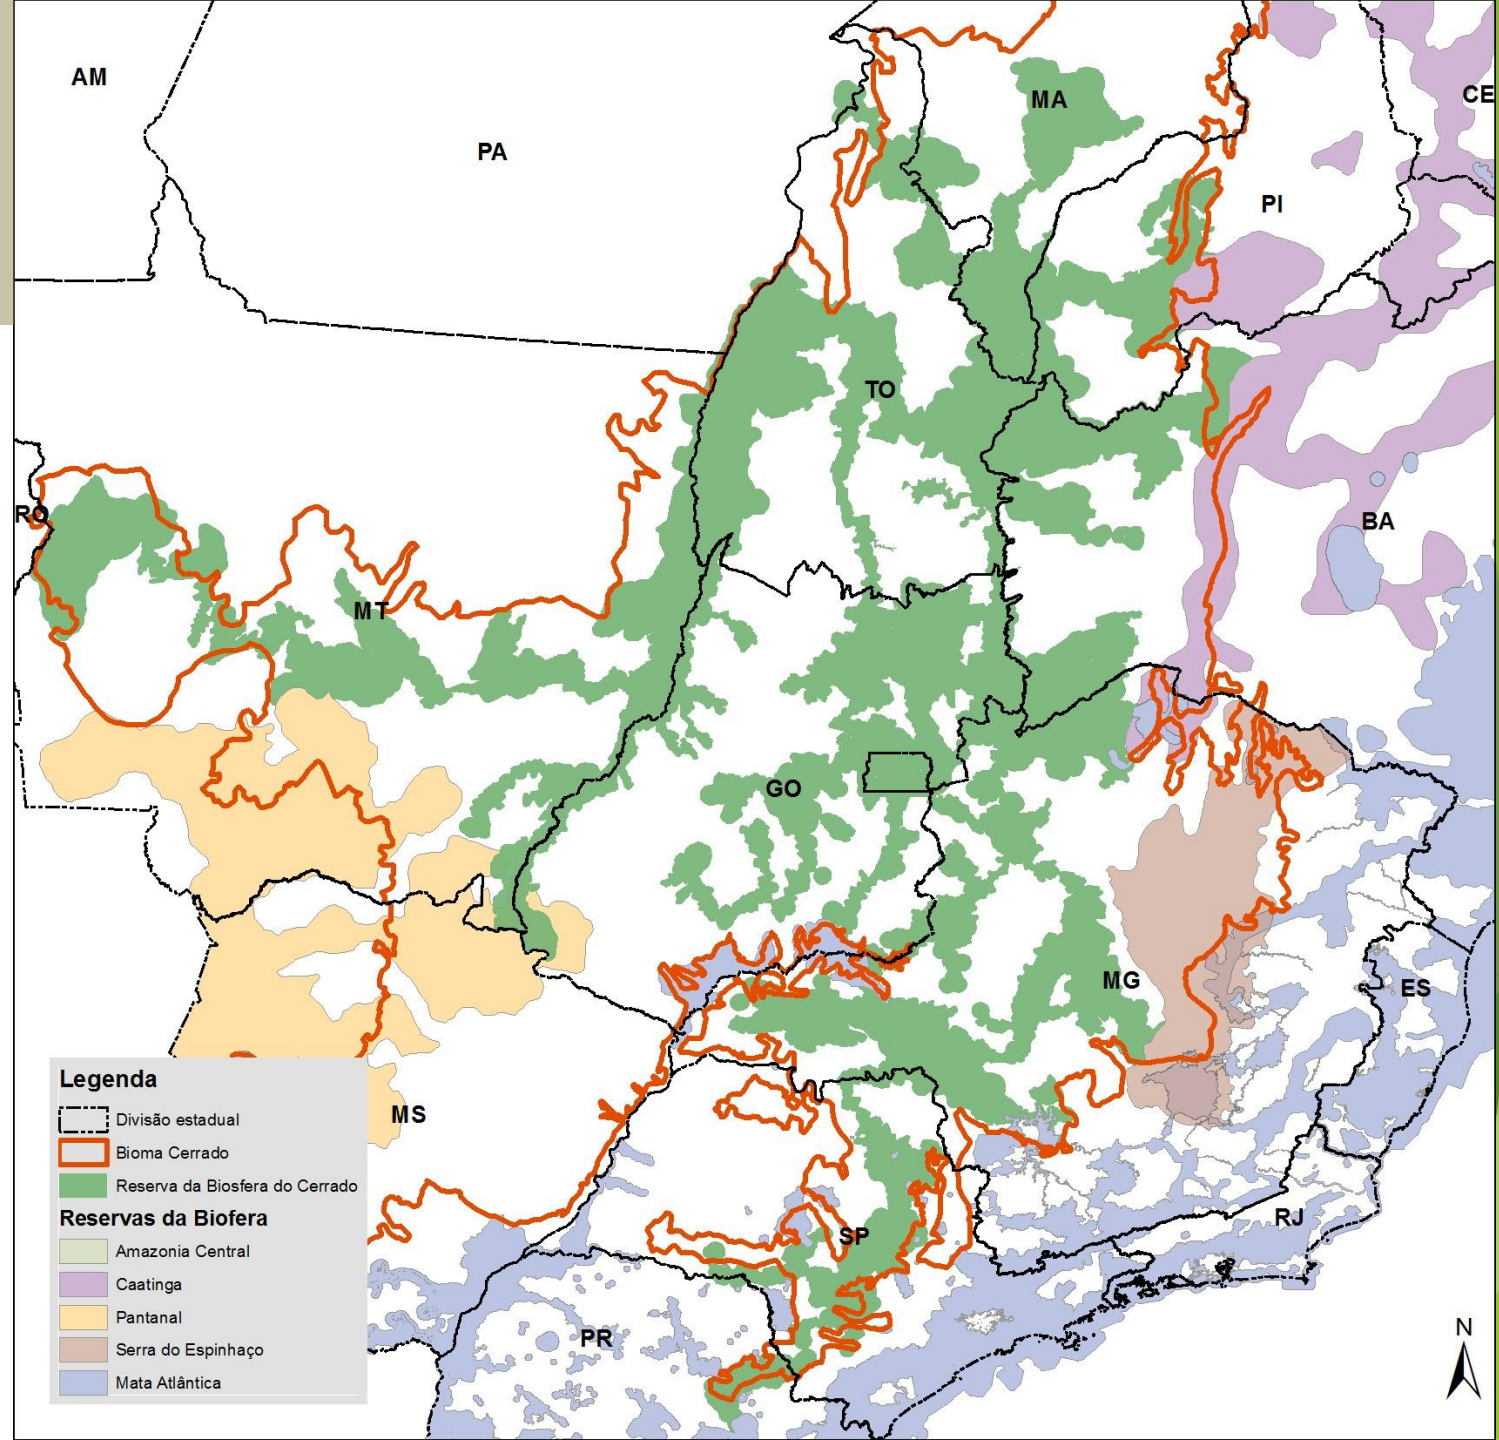 AM
MA
CE
PA
PI
TO
RO
BA
MT
GO
MG
ES
MS
RJ
SP
PR
N
Legenda
Divisão estadual
Bioma Cerrado
Reserva da Biosfera do Cerrado
Reservas da Biofera
Amazonia Central
Caatinga
Pantanal
Serra do Espinhaço
Mata Atlântica